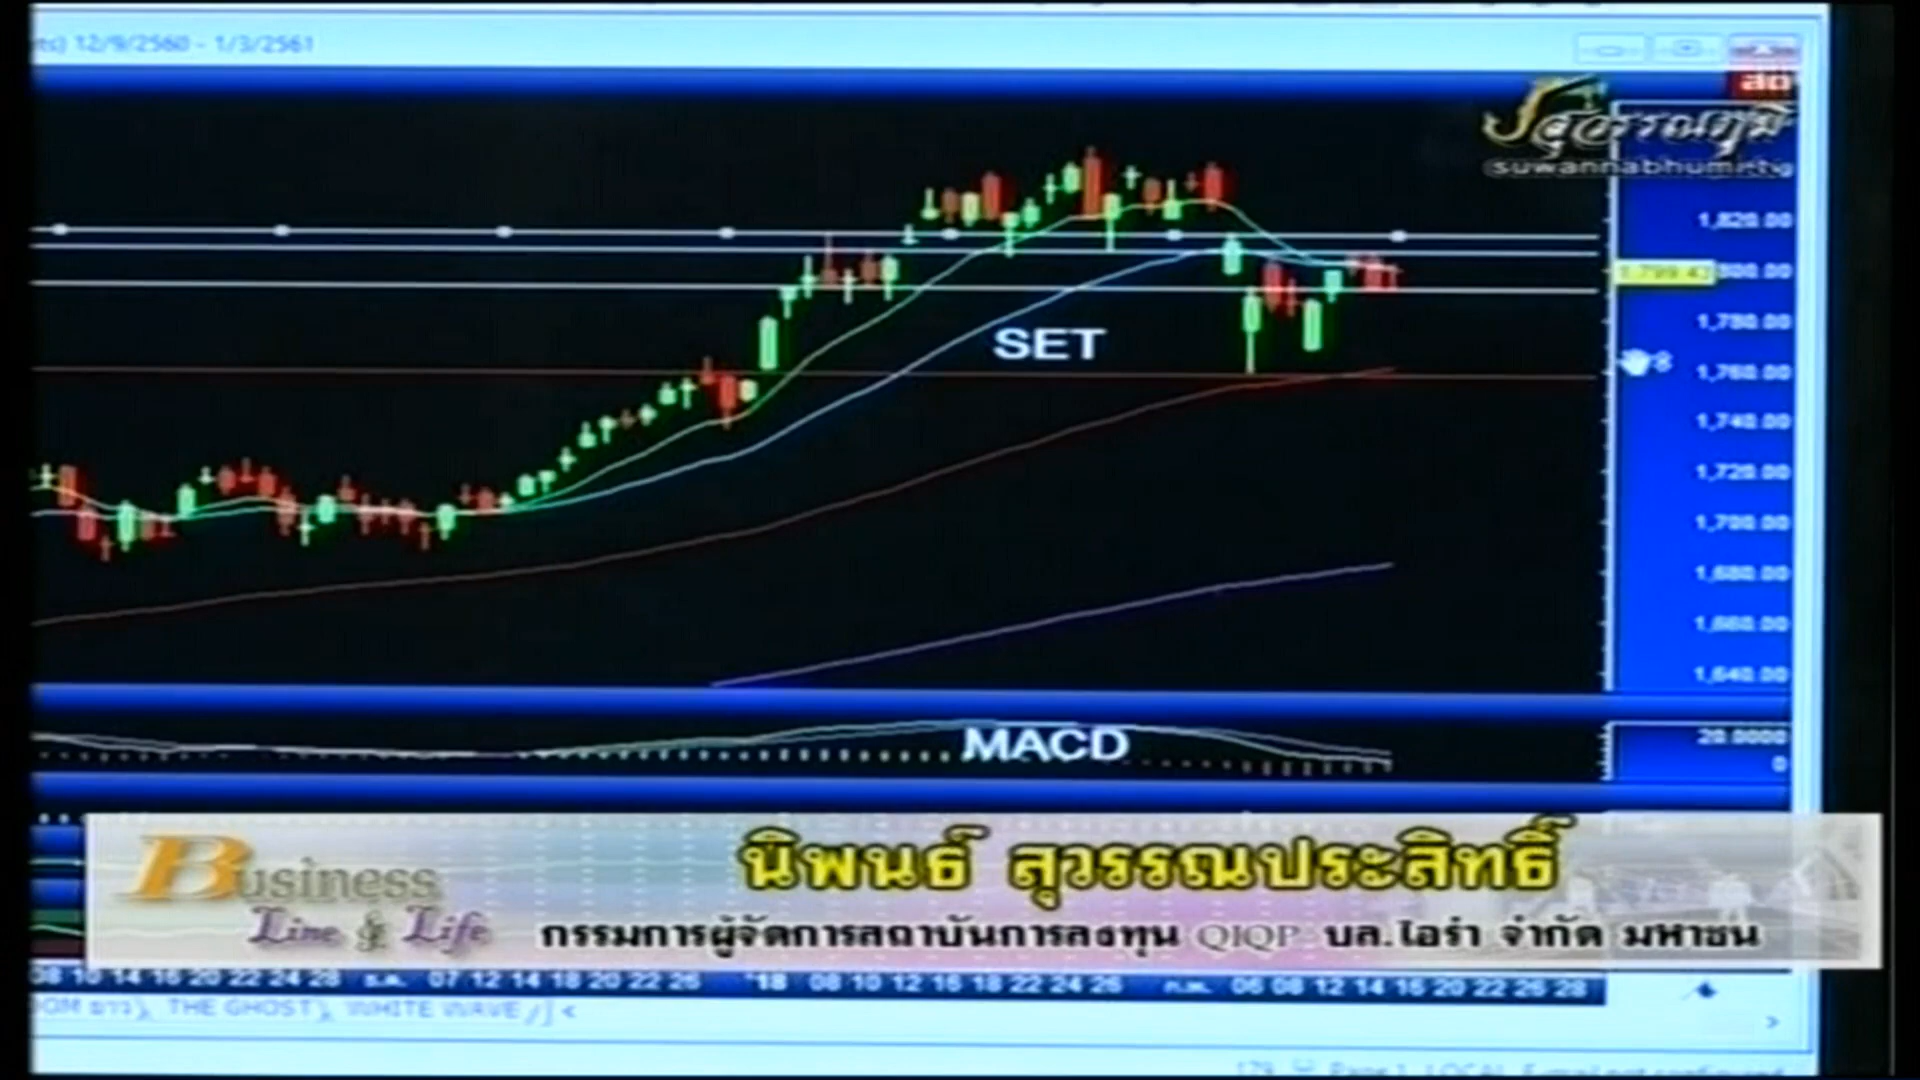 12/9/2560 - 1/3/2561
สด
สุวรรณภูมิ
@suwannabhumi
1,820.00
1,799.43
1,780.00
SET
1,760.00
1,740.00
1,720.00
1,700.00
1,680.00
1,660.00
1,640.00
MACD
20.0000
0
Business
Line & Life
นิพนธ์ สุวรรณประสิทธิ์
กรรมการผู้จัดการสถาบันการลงทุน QIQP บล.ไอร่า จำกัด มหาชน
08 10 14 16 20 22 24 28 ธ.ค. 07 12 14 18 20 22 26 '18 08 10 12 16 18 22 24 26 ก.พ. 06 08 12 14 16 20 22 26 28
THE GHOST), WHITE WAVE /] <